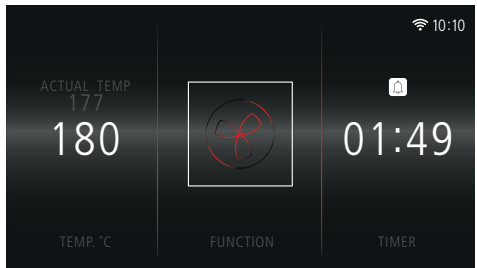 10:10
ACTUAL TEMP
177
180
01:49
TEMP. °C
FUNCTION
TIMER